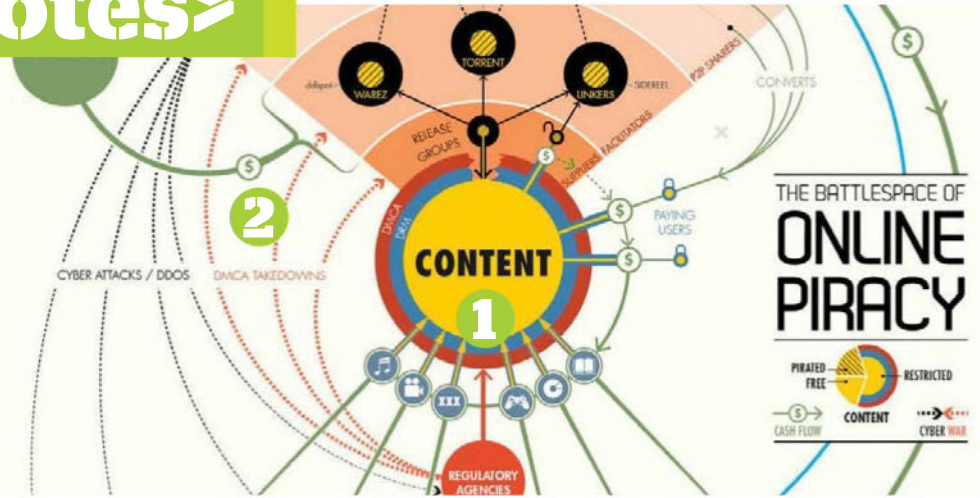 otes>
TORRENT
WAREZ
LINKERS
SIDEREEL
P2P SHARERS
CONVERTS
RELEASE
GROUPS
FACILITATORS
SUPPLIERS
$
$
$
$
$
2
DMCA
DRM
PAYING
USERS
CONTENT
1
CYBER ATTACKS / DDOS
DMCA TAKEDOWNS
XXX
REGULATORY
AGENCIES
THE BATTLESPACE OF
ONLINE
PIRACY
PIRATED
FREE
RESTRICTED
CONTENT
$
CASH FLOW
CYBER WAR